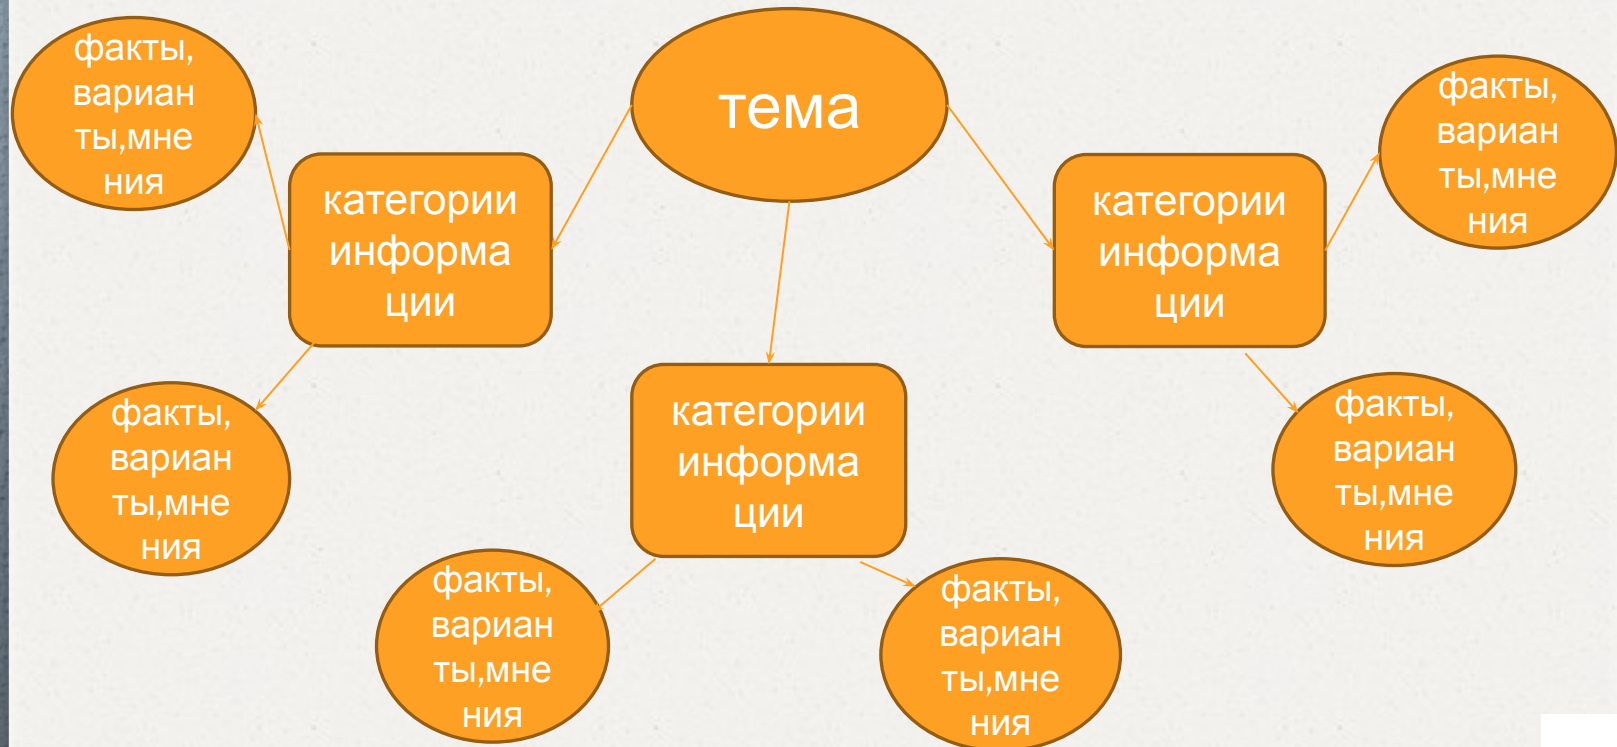 факты,
вариан
ты,мне
ния
тема
факты,
вариан
ты,мне
ния
категории
информа
ции
категории
информа
ции
факты,
вариан
ты,мне
ния
категории
информа
ции
факты,
вариан
ты,мне
ния
факты,
вариан
ты,мне
ния
факты,
вариан
ты,мне
ния